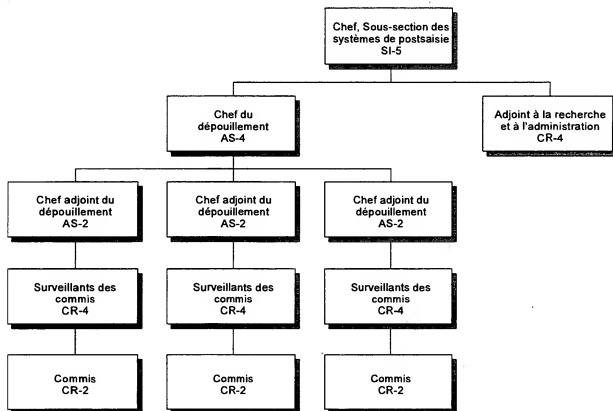 Chef, Sous-section des
systèmes de postsaisie
SI-5
Chef du
dépouillement
AS-4
Adjoint à la recherche
et à l'administration
CR-4
Chef adjoint du
dépouillement
AS-2
Chef adjoint du
dépouillement
AS-2
Chef adjoint du
dépouillement
AS-2
Surveillants des
commis
CR-4
Surveillants des
commis
CR-4
Surveillants des
commis
CR-4
Commis
CR-2
Commis
CR-2
Commis
CR-2